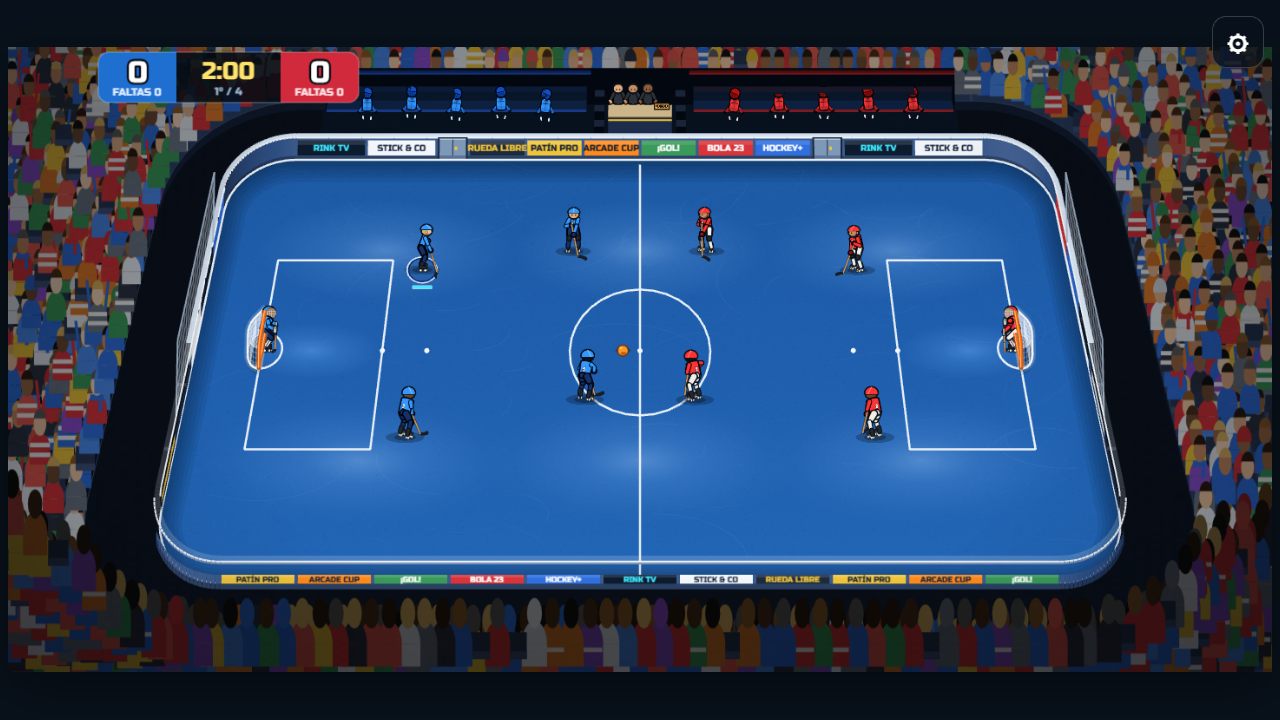 0
FALTAS 0
2:00
1º / 4
0
FALTAS 0
RINK TV
STICK & CO
RUEDA LIBRE
PATÍN PRO
ARCADE CUP
¡GOL!
BOLA 23
HOCKEY+
RINK TV
STICK & CO
PATÍN PRO
ARCADE CUP
¡GOL!
BOLA 23
HOCKEY+
RINK TV
STICK & CO
RUEDA LIBRE
PATÍN PRO
ARCADE CUP
¡GOL!